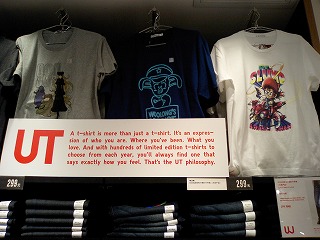 UT
A t-shirt is more than just a t-shirt. It's an expres-
sion of who you are. Where you've been. What you
love. And with hundreds of limited edition t-shirts to
choose from each year, you'll always find one that
says exactly how you feel. That's the UT philosophy.
299
299